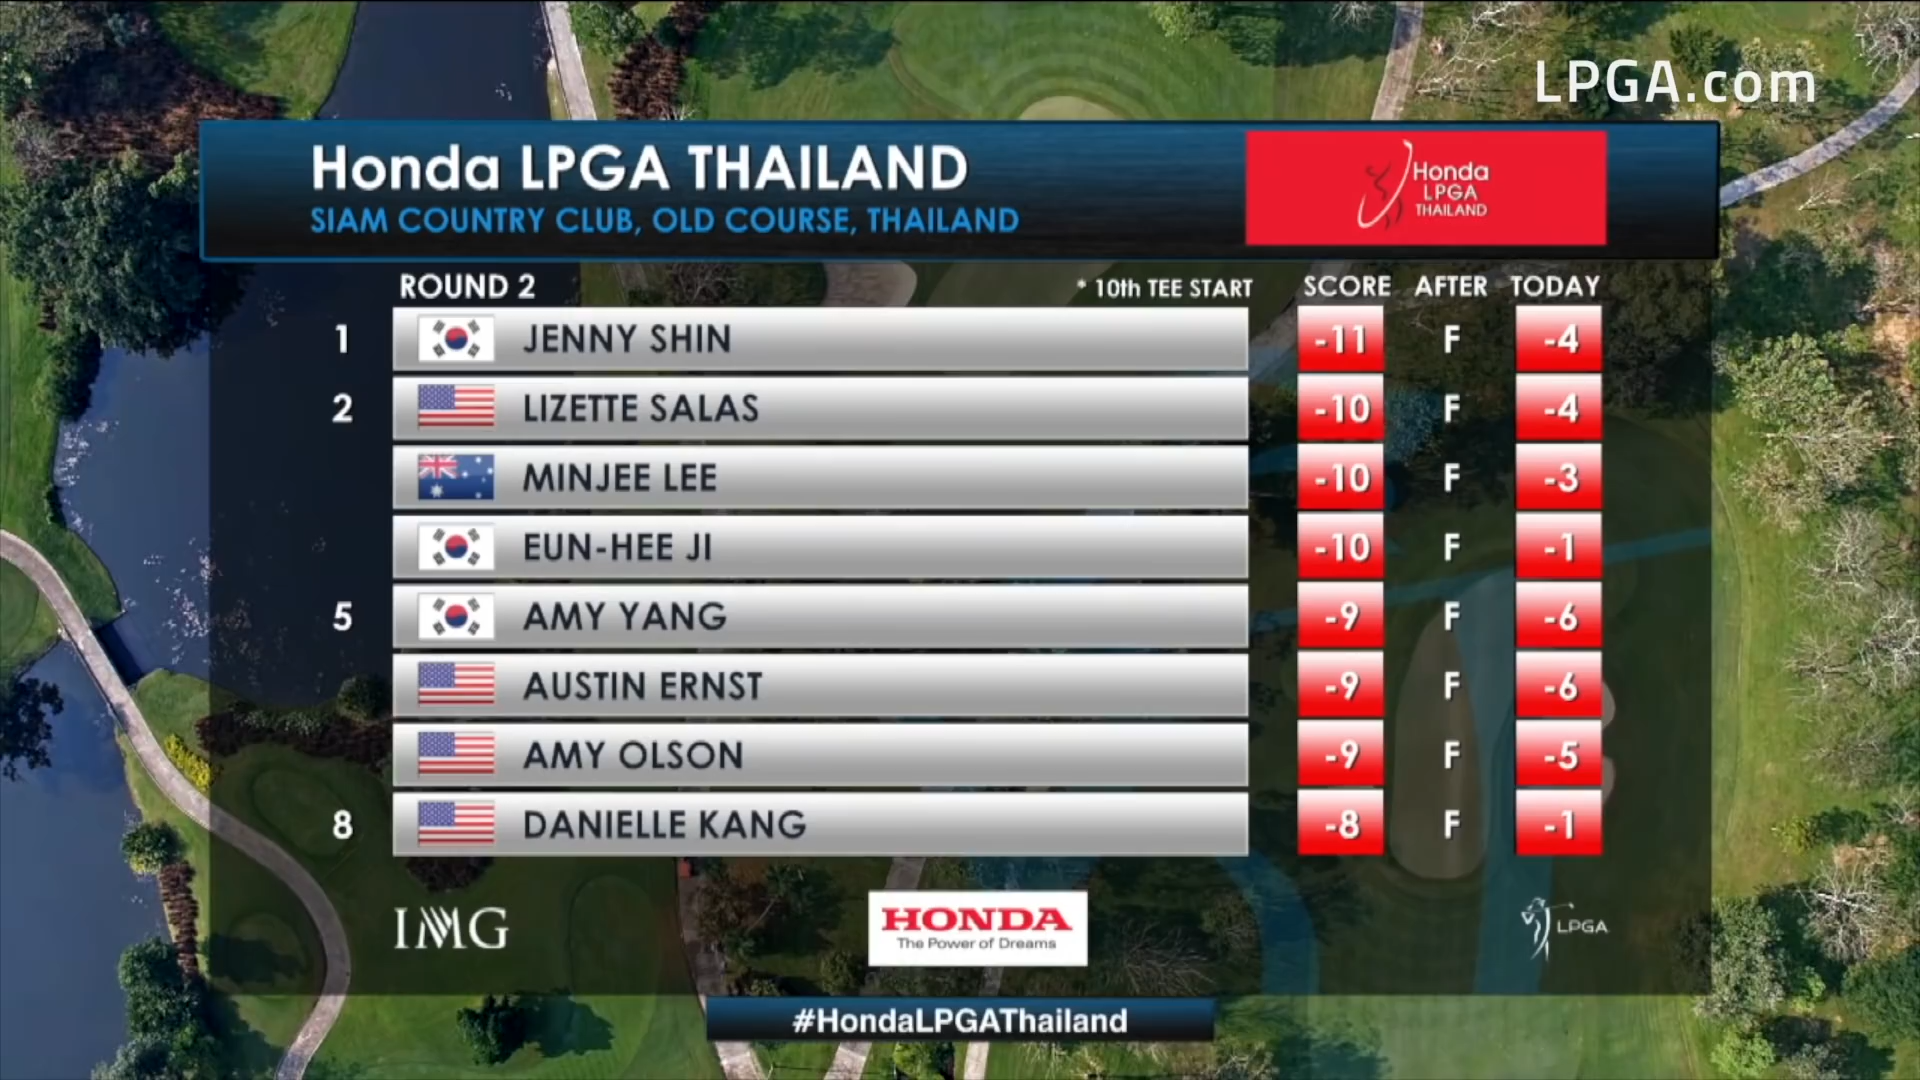 LPGA.com
Honda LPGA THAILAND
SIAM COUNTRY CLUB, OLD COURSE, THAILAND
Honda
LPGA
THAILAND
ROUND 2 * 10th TEE START SCORE AFTER TODAY
1 JENNY SHIN -11 F -4
2 LIZETTE SALAS -10 F -4
MINJEE LEE -10 F -3
EUN-HEE JI -10 F -1
5 AMY YANG -9 F -6
AUSTIN ERNST -9 F -6
AMY OLSON -9 F -5
8 DANIELLE KANG -8 F -1
IMG
HONDA
The Power of Dreams
LPGA
#HondaLPGAThailand